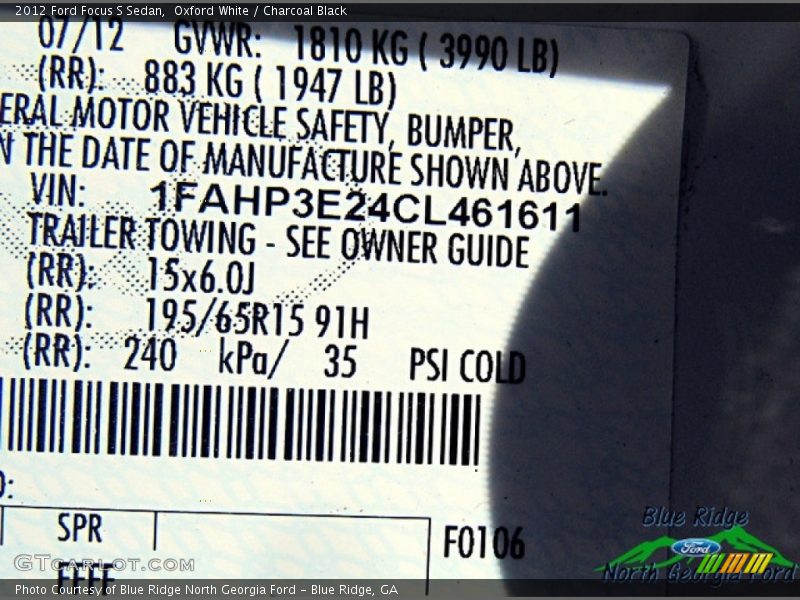 2012 Ford Focus S Sedan,  Oxford White / Charcoal Black
07/12 GVWR: 1810 KG ( 3990 LB)
(RR): 883 KG ( 1947 LB)
ERAL MOTOR VEHICLE SAFETY, BUMPER,
N THE DATE OF MANUFACTURE SHOWN ABOVE.
VIN: 1FAHP3E24CL461611
TRAILER TOWING - SEE OWNER GUIDE
(RR): 15x6.0J
(RR): 195/65R15 91H
(RR): 240 kPa/ 35 PSI COLD
SPR
F0106
Blue Ridge
Ford
North Georgia Ford
GTcarlot.com
Photo Courtesy of Blue Ridge North Georgia Ford – Blue Ridge, GA